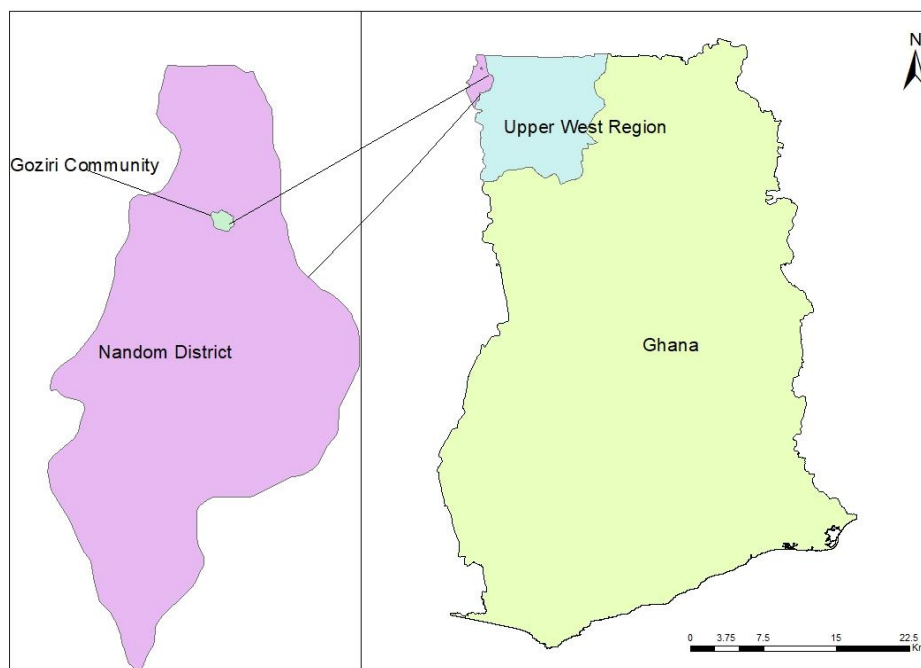 N
Upper West Region
Goziri Community
Ghana
Nandom District
0 3.75 7.5 15 22.5